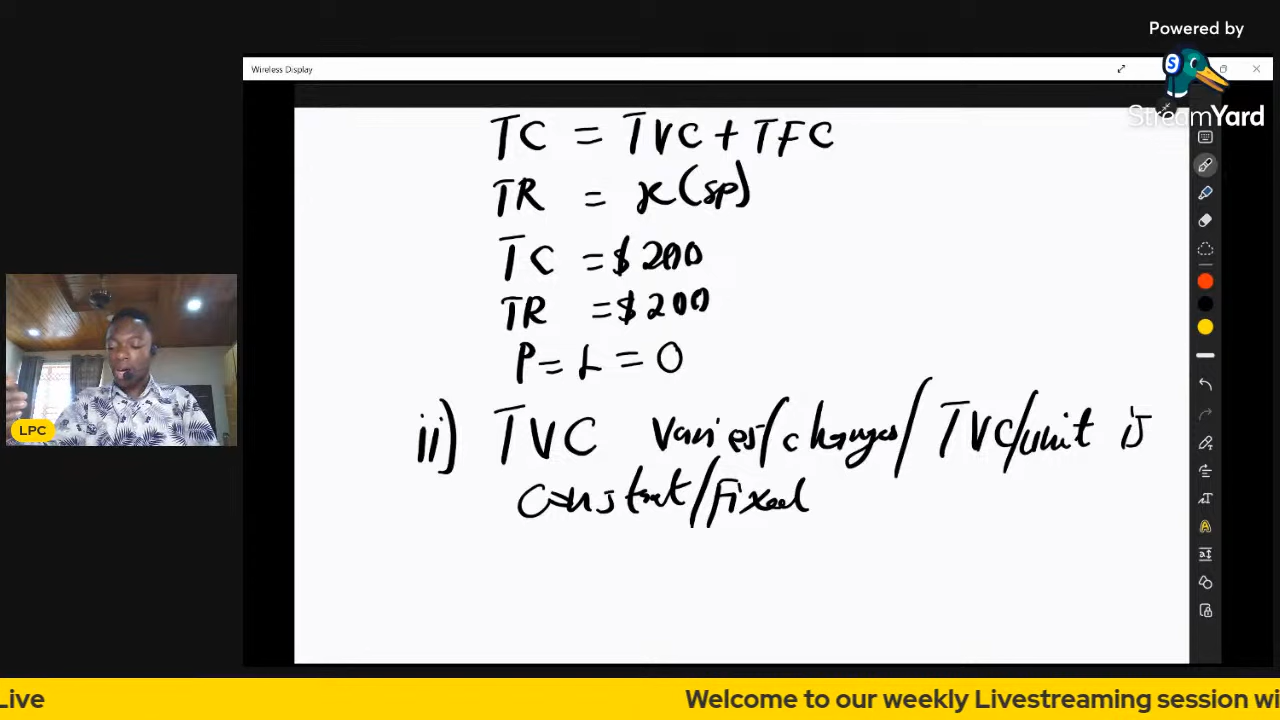 Powered by
StreamYard
Wireless Display
TC = TVC + TFC
TR = x(sp)
TC = $200
TR = $200
P = L = 0
ii) TVC varies/changes/TVC/unit is
constant/Fixed
LPC
Live
Welcome to our weekly Livestreaming session wi